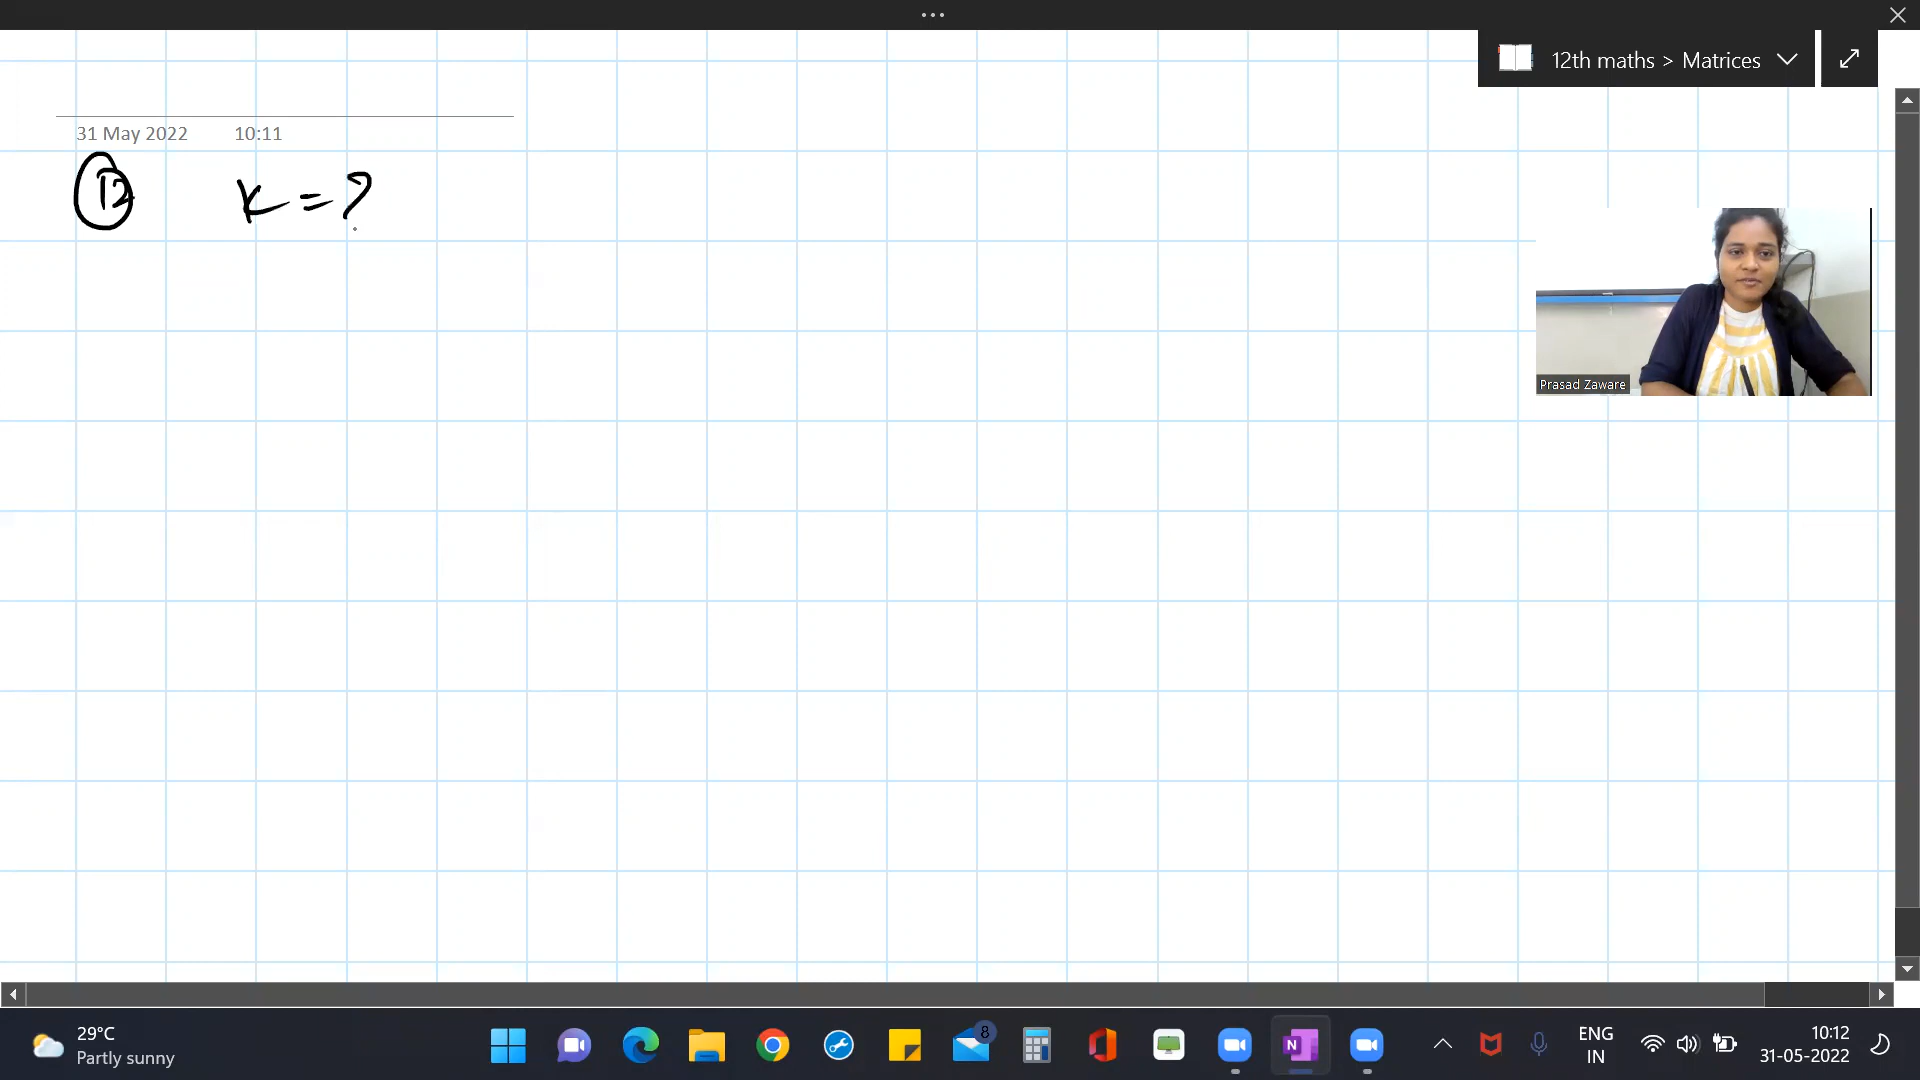 12th maths > Matrices
31 May 2022 10:11
12 K = ?
Prasad Zaware
29°C
Partly sunny
8
N
ENG
IN
10:12
31-05-2022